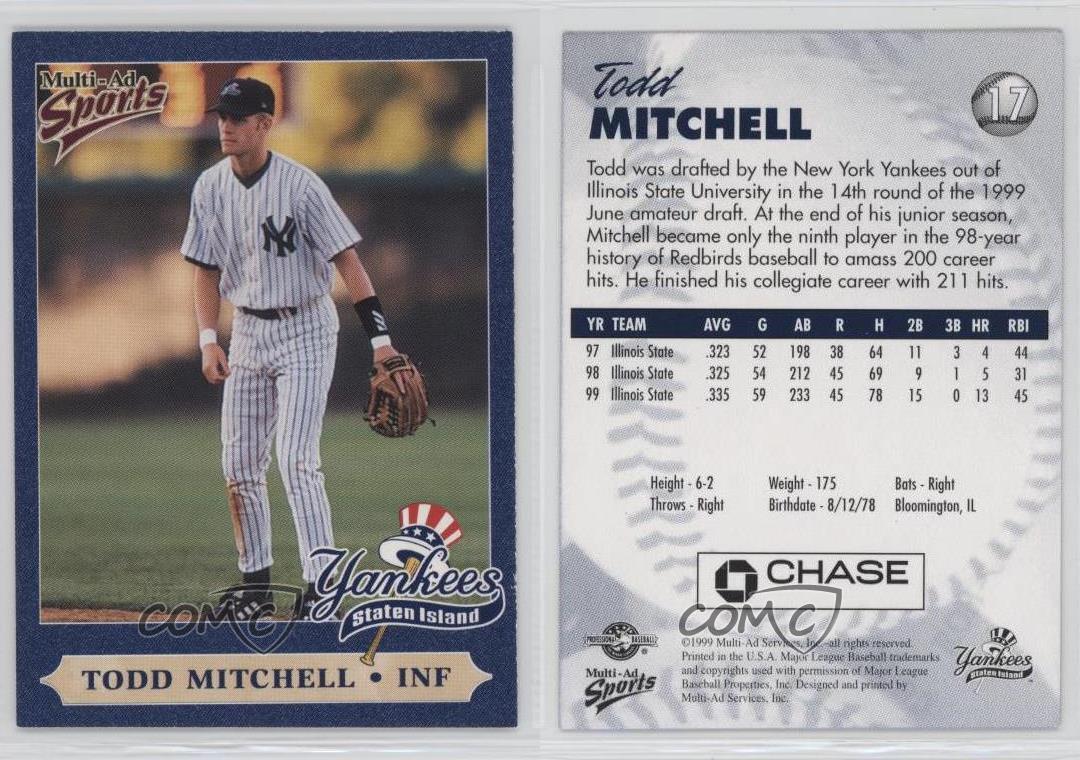 Multi-Ad
Sports
NY
Yankees
Staten Island
COMC
TODD MITCHELL • INF
Todd
MITCHELL
17
Todd was drafted by the New York Yankees out of
Illinois State University in the 14th round of the 1999
June amateur draft. At the end of his junior season,
Mitchell became only the ninth player in the 98-year
history of Redbirds baseball to amass 200 career
hits. He finished his collegiate career with 211 hits.
YR TEAM AVG G AB R H 2B 3B HR RBI
97 Illinois State .323 52 198 38 64 11 3 4 44
98 Illinois State .325 54 212 45 69 9 1 5 31
99 Illinois State .335 59 233 45 78 15 0 13 45
Height - 6-2 Weight - 175 Bats - Right
Throws - Right Birthdate - 8/12/78 Bloomington, IL
CHASE
COMC
PROFESSIONAL BASEBALL
Multi-Ad
Sports
©1999 Multi-Ad Services, Inc. all rights reserved.
Printed in the U.S.A. Major League Baseball trademarks
and copyrights used with permission of Major League
Baseball Properties, Inc. Designed and printed by
Multi-Ad Services, Inc.
Yankees
Staten Island